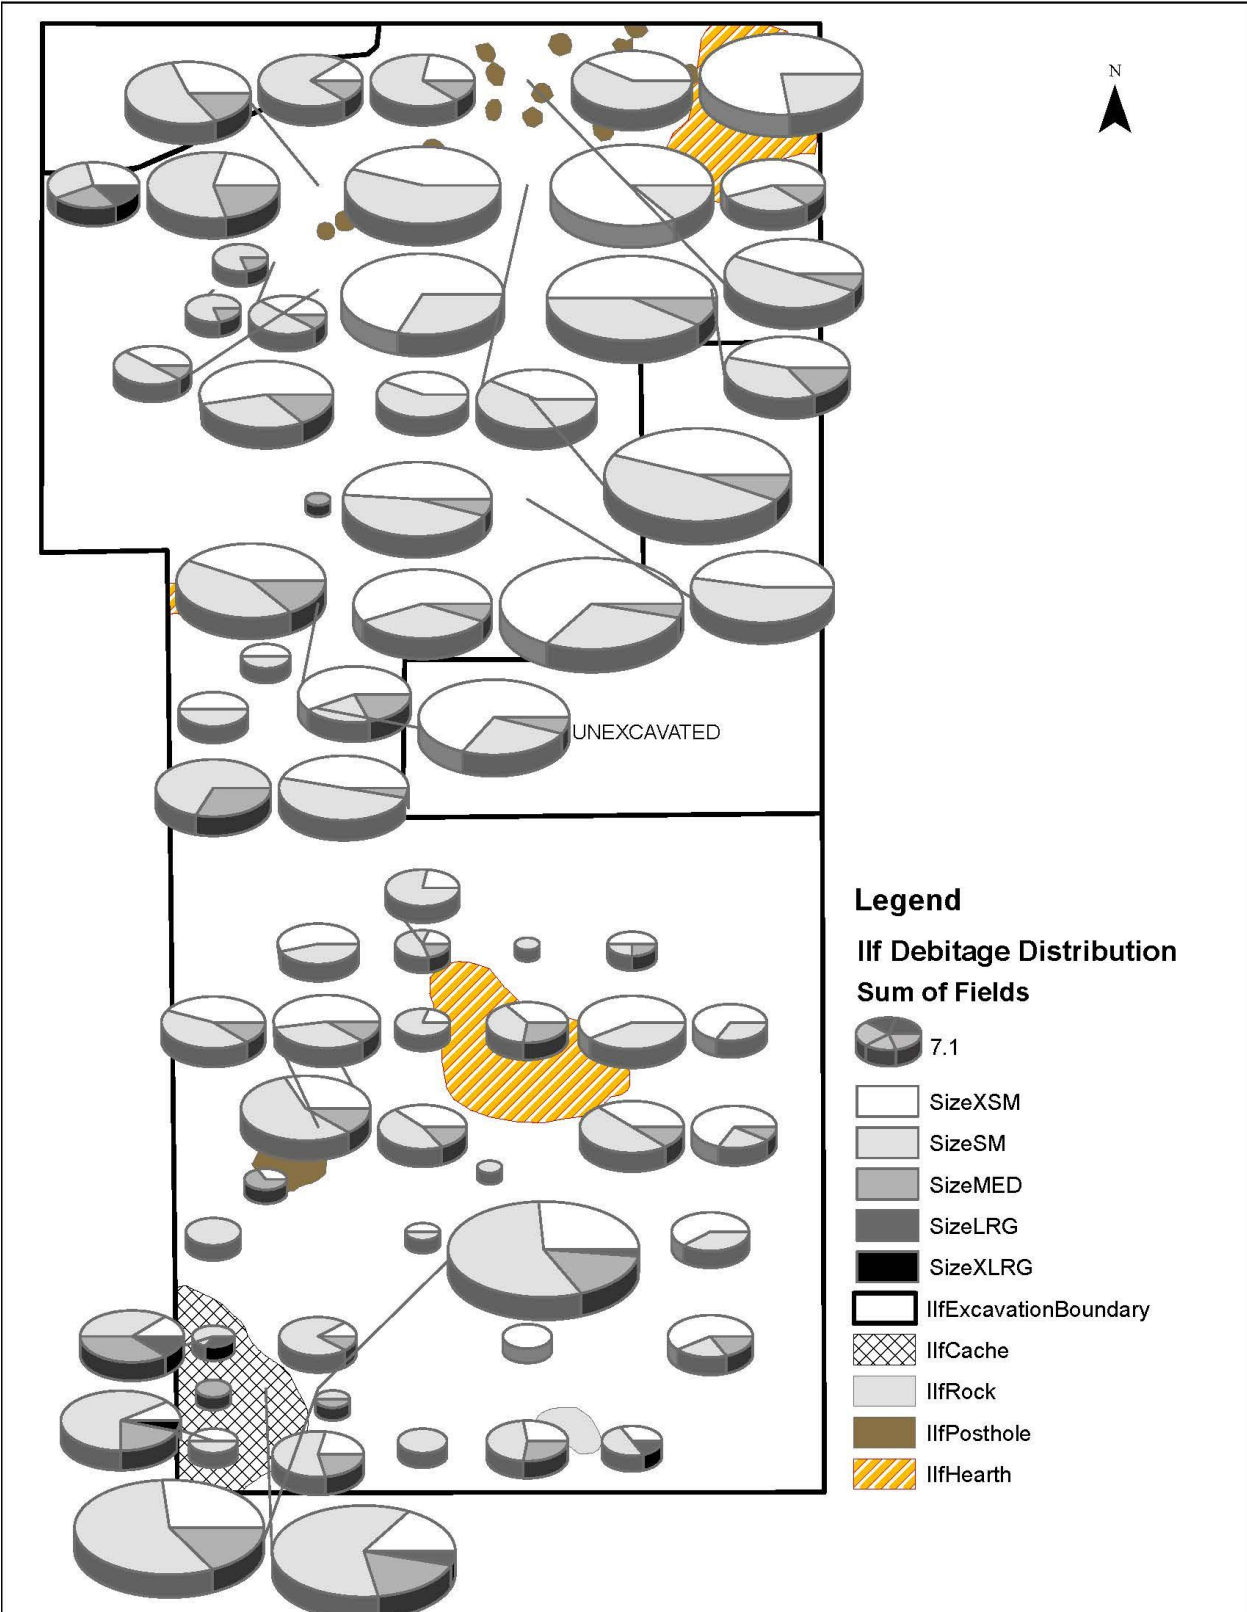 N
UNEXCAVATED
Legend
IIf Debitage Distribution
Sum of Fields
7.1
SizeXSM
SizeSM
SizeMED
SizeLRG
SizeXLRG
IIfExcavationBoundary
IIfCache
IIfRock
IIfPosthole
IIfHearth